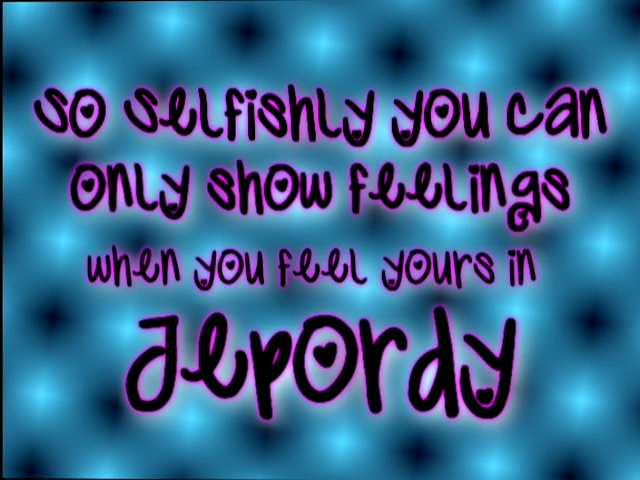 so selfishly you can
only show feelings
when you feel yours in
Jepordy